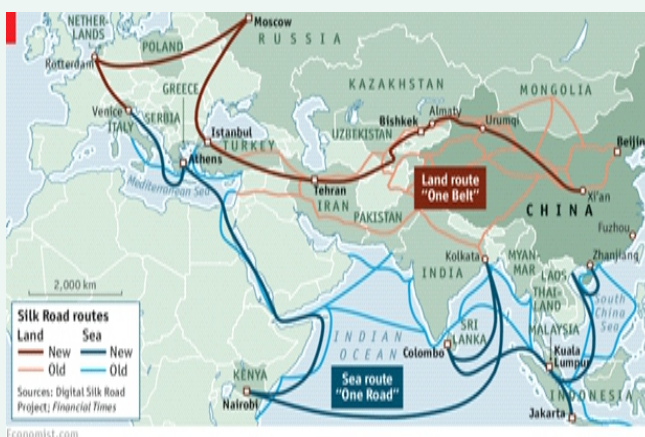 NETHER-
LANDS
Rotterdam
POLAND
Moscow
RUSSIA
KAZAKHSTAN
MONGOLIA
Venice
ITALY
SERBIA
GREECE
Istanbul
TURKEY
Athens
Bishkek
Almaty
Urumqi
UZBEKISTAN
Beijin
Mediterranean Sea
Tehran
IRAN
Land route
"One Belt"
Xi'an
CHINA
PAKISTAN
Fuzhou
Kolkata
MYAN-
MAR
LAOS
Zhanjiang
INDIA
THAI-
LAND
South
China
Sea
2,000 km
Silk Road routes
Land Sea
New New
Old Old
Sources: Digital Silk Road
Project; Financial Times
INDIAN
OCEAN
SRI
LANKA
Colombo
MALAYSIA
Kuala
Lumpur
KENYA
Nairobi
Sea route
"One Road"
INDONESIA
Jakarta
Economist.com